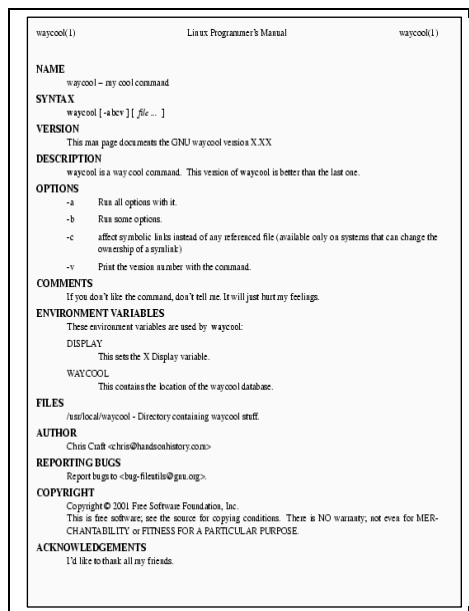 waycool(1) Linux Programmer's Manual waycool(1)
NAME
waycool – my cool command
SYNTAX
waycool [ -abcv ] [ file ... ]
VERSION
This man page documents the GNU waycool version X.XX
DESCRIPTION
waycool is a way cool command. This version of waycool is better than the last one.
OPTIONS
-a Run all options with it.
-b Run some options.
-c affect symbolic links instead of any referenced file (available only on systems that can change the
ownership of a symlink)
-v Print the version number with the command.
COMMENTS
If you don't like the command, don't tell me. It will just hurt my feelings.
ENVIRONMENT VARIABLES
These environment variables are used by waycool:
DISPLAY
This sets the X Display variable.
WAYCOOL
This contains the location of the waycool database.
FILES
/usr/local/waycool - Directory containing waycool stuff.
AUTHOR
Chris Craft <chris@handsonhistory.com>
REPORTING BUGS
Report bugs to <bug-fileutils@gnu.org>.
COPYRIGHT
Copyright © 2001 Free Software Foundation, Inc.
This is free software; see the source for copying conditions. There is NO warranty; not even for MER-
CHANTABILITY or FITNESS FOR A PARTICULAR PURPOSE.
ACKNOWLEDGEMENTS
I'd like to thank all my friends.